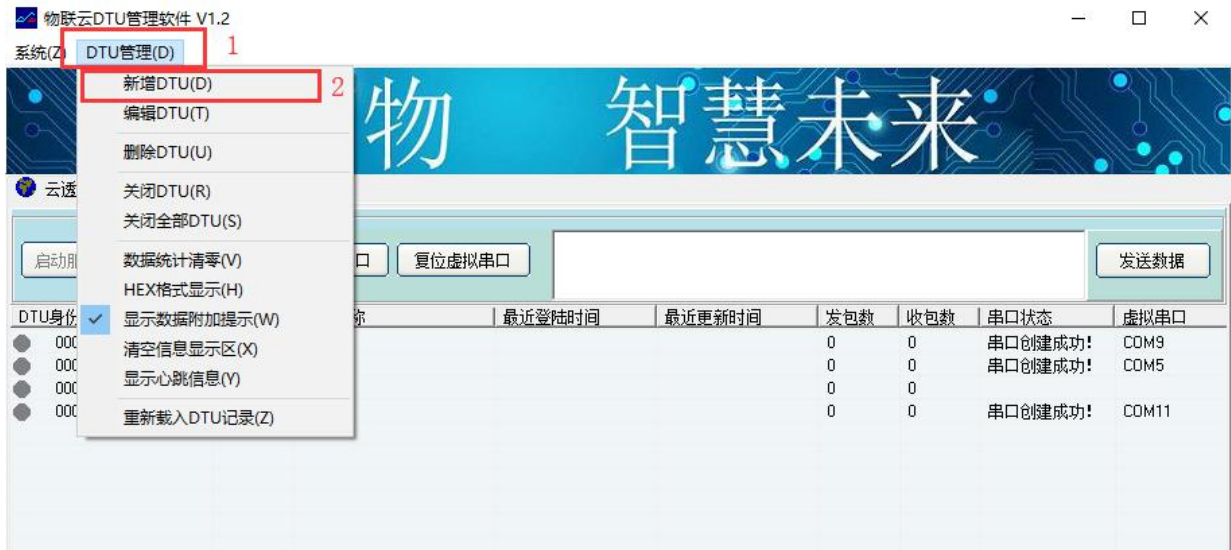 物联云DTU管理软件 V1.2
系统(Z) DTU管理(D) 1
新增DTU(D) 2
编辑DTU(T)
删除DTU(U)
关闭DTU(R)
关闭全部DTU(S)
数据统计清零(V)
HEX格式显示(H)
显示数据附加提示(W)
清空信息显示区(X)
显示心跳信息(Y)
重新载入DTU记录(Z)
物 智慧未来
云透
启动 口 复位虚拟串口 发送数据
DTU身份 称 最近登陆时间 最近更新时间 发包数 收包数 串口状态 虚拟串口
000 0 0 串口创建成功! COM9
000 0 0 串口创建成功! COM5
000 0 0
000 0 0 串口创建成功! COM11